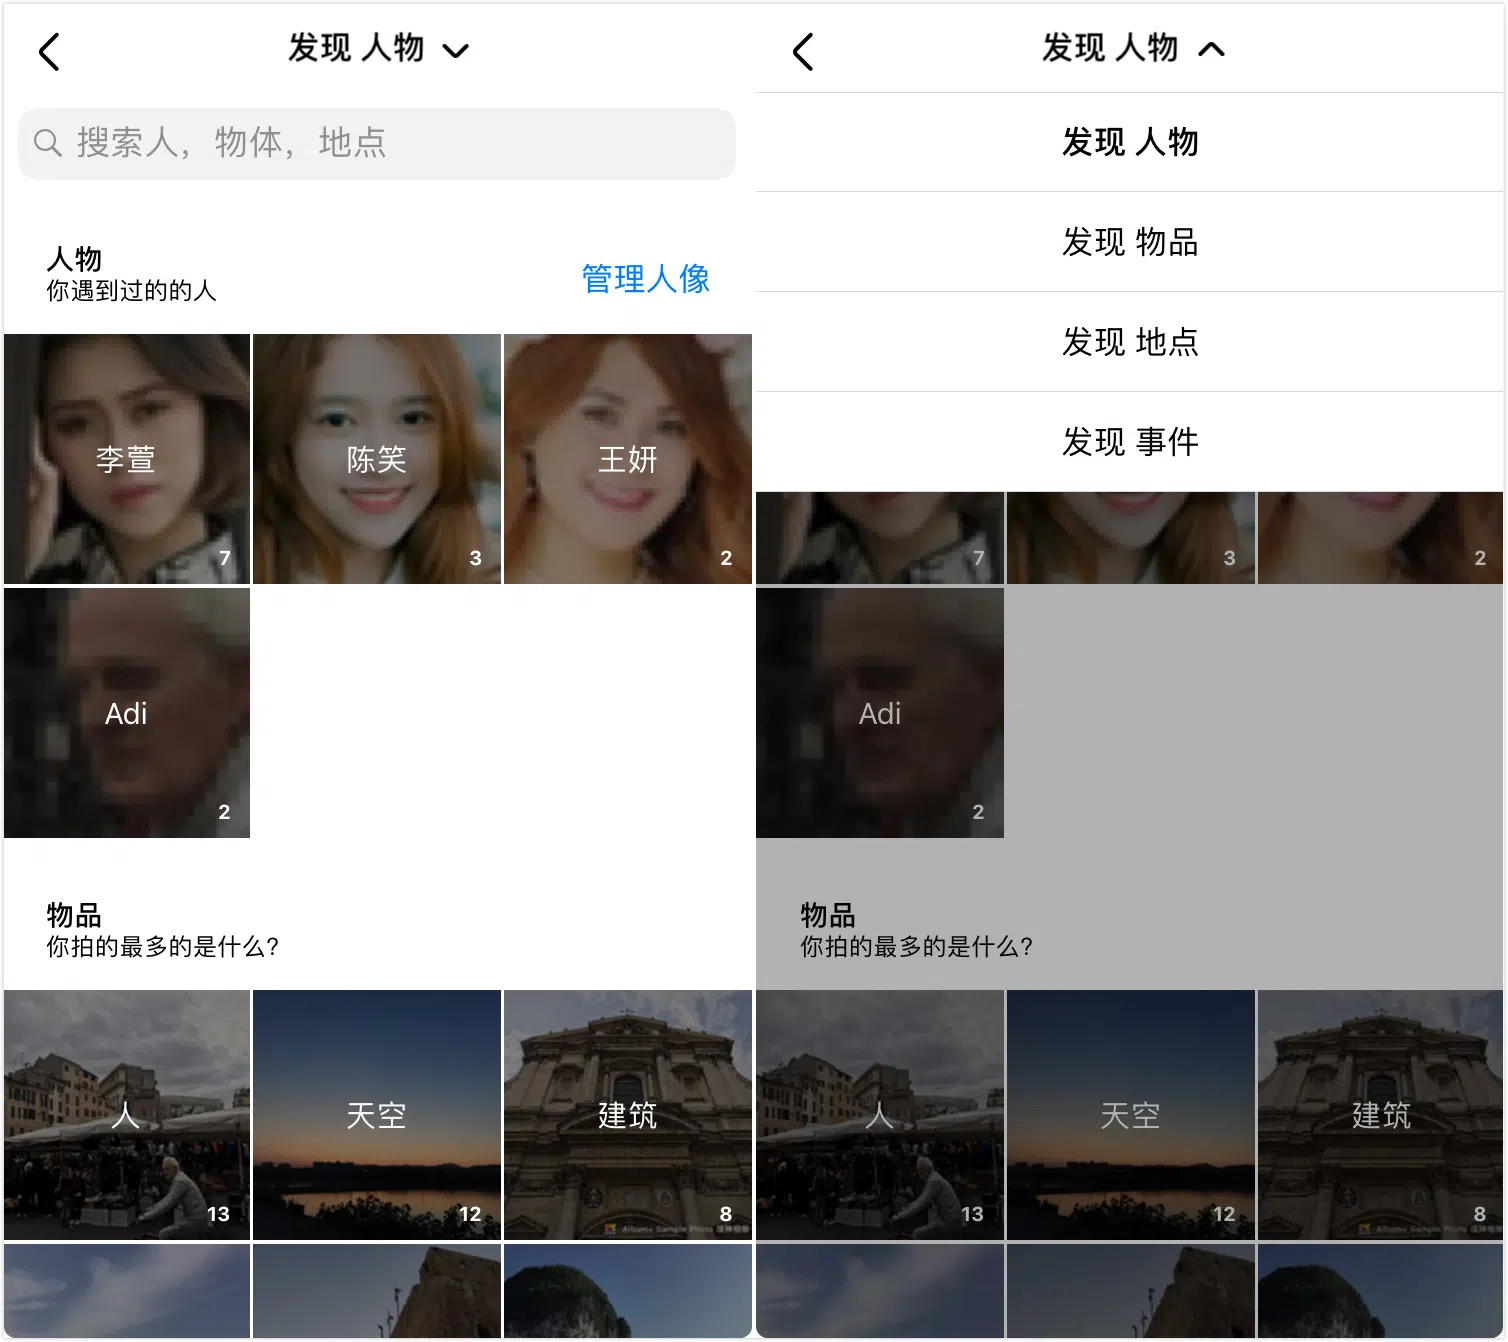 发现 人物
搜索人，物体，地点
人物
你遇到过的的人
管理人像
李萱
7
陈笑
3
王妍
2
Adi
2
物品
你拍的最多的是什么?
人
13
天空
12
建筑
8
发现 人物
发现 人物
发现 物品
发现 地点
发现 事件
7
3
2
Adi
2
物品
你拍的最多的是什么?
人
13
天空
12
建筑
8